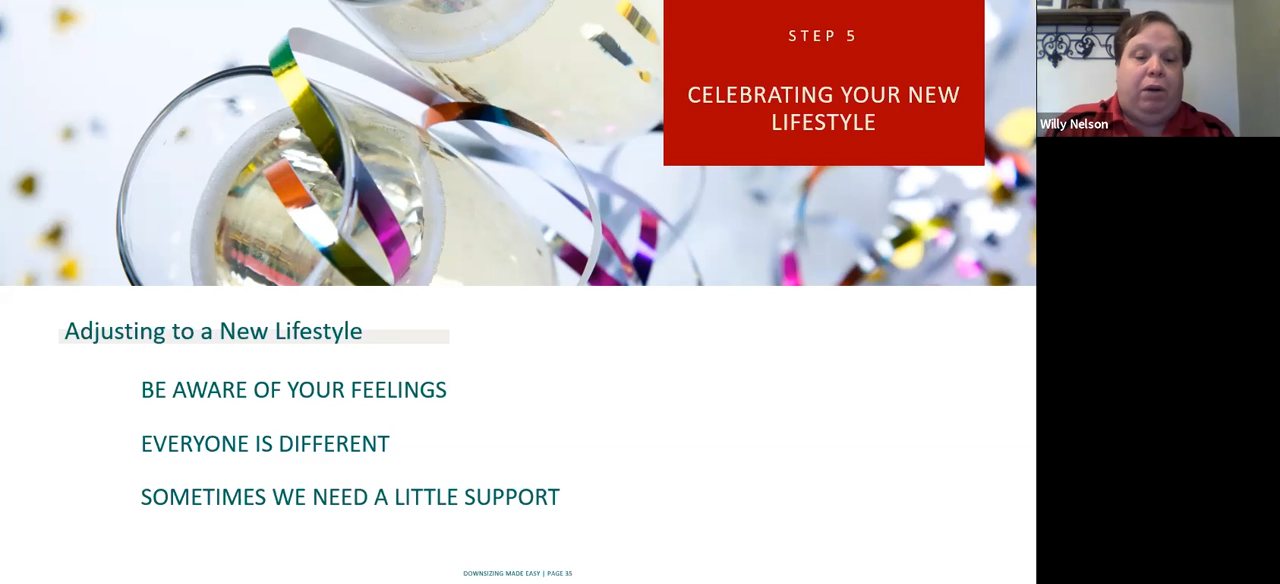 STEP 5
CELEBRATING YOUR NEW
LIFESTYLE
Willy Nelson
Adjusting to a New Lifestyle
BE AWARE OF YOUR FEELINGS
EVERYONE IS DIFFERENT
SOMETIMES WE NEED A LITTLE SUPPORT
DOWNSIZING MADE EASY | PAGE 35